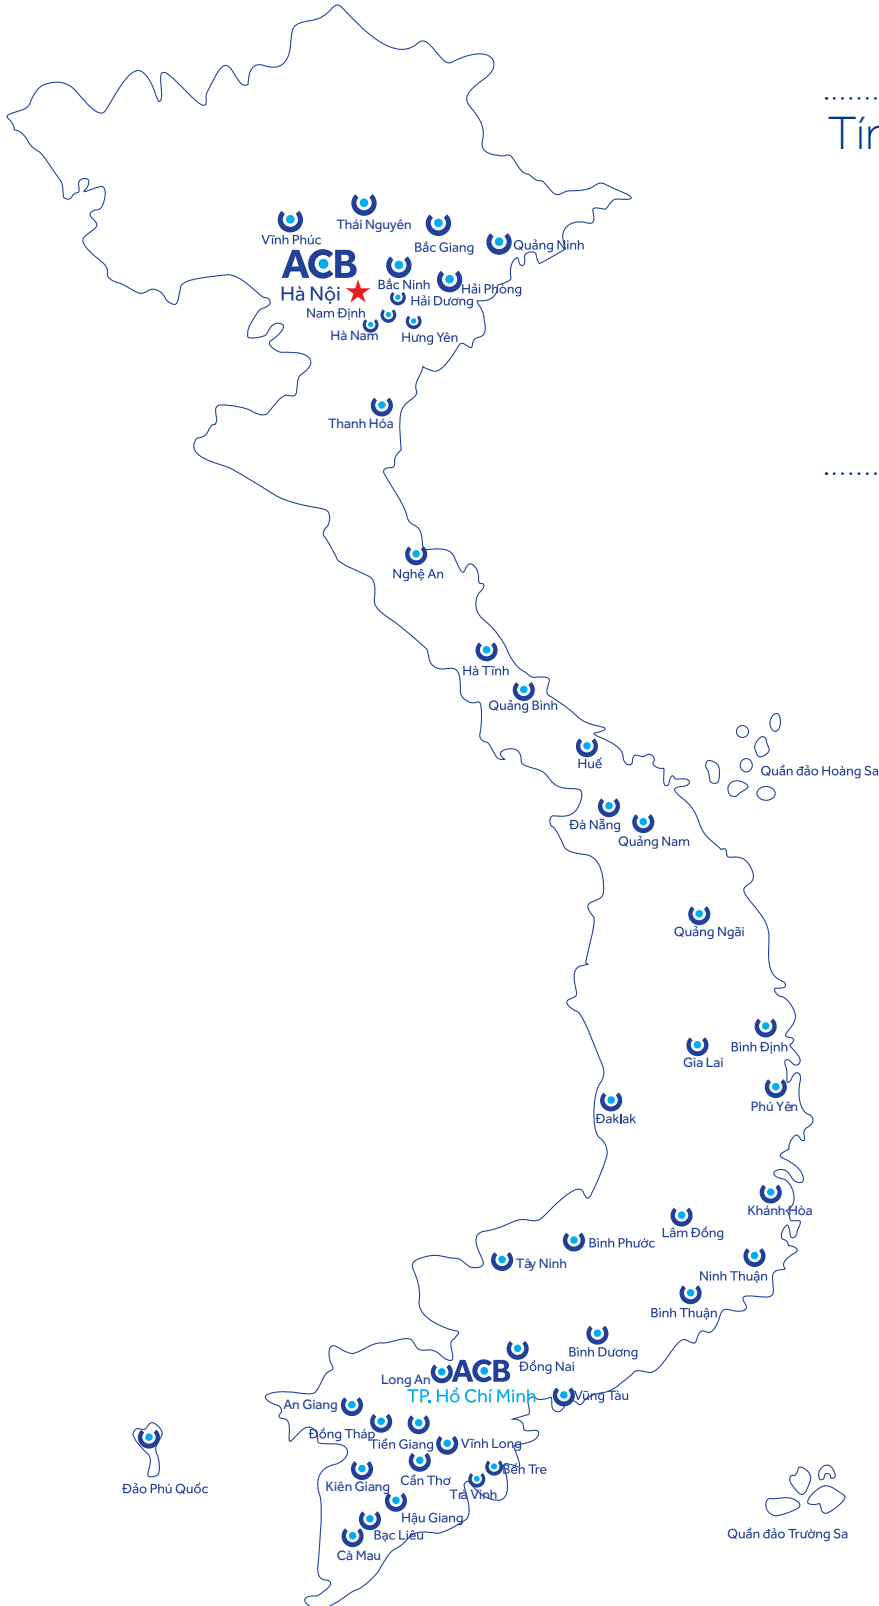 Tín
Thái Nguyên
Vĩnh Phúc
Bắc Giang
Quảng Ninh
ACB
Bắc Ninh
Hải Phòng
Hà Nội
Hải Dương
Nam Định
Hà Nam
Hưng Yên
Thanh Hóa
Nghệ An
Hà Tĩnh
Quảng Bình
Huế
Quần đảo Hoàng Sa
Đà Nẵng
Quảng Nam
Quảng Ngãi
Bình Định
Gia Lai
Phú Yên
Đaklak
Khánh Hòa
Lâm Đồng
Bình Phước
Tây Ninh
Ninh Thuận
Bình Thuận
Bình Dương
Đồng Nai
Long An
ACB
TP. Hồ Chí Minh
Vũng Tàu
An Giang
Đồng Tháp
Tiền Giang
Vĩnh Long
Bến Tre
Cần Thơ
Kiên Giang
Trà Vinh
Đảo Phú Quốc
Hậu Giang
Bạc Liêu
Quần đảo Trường Sa
Cà Mau